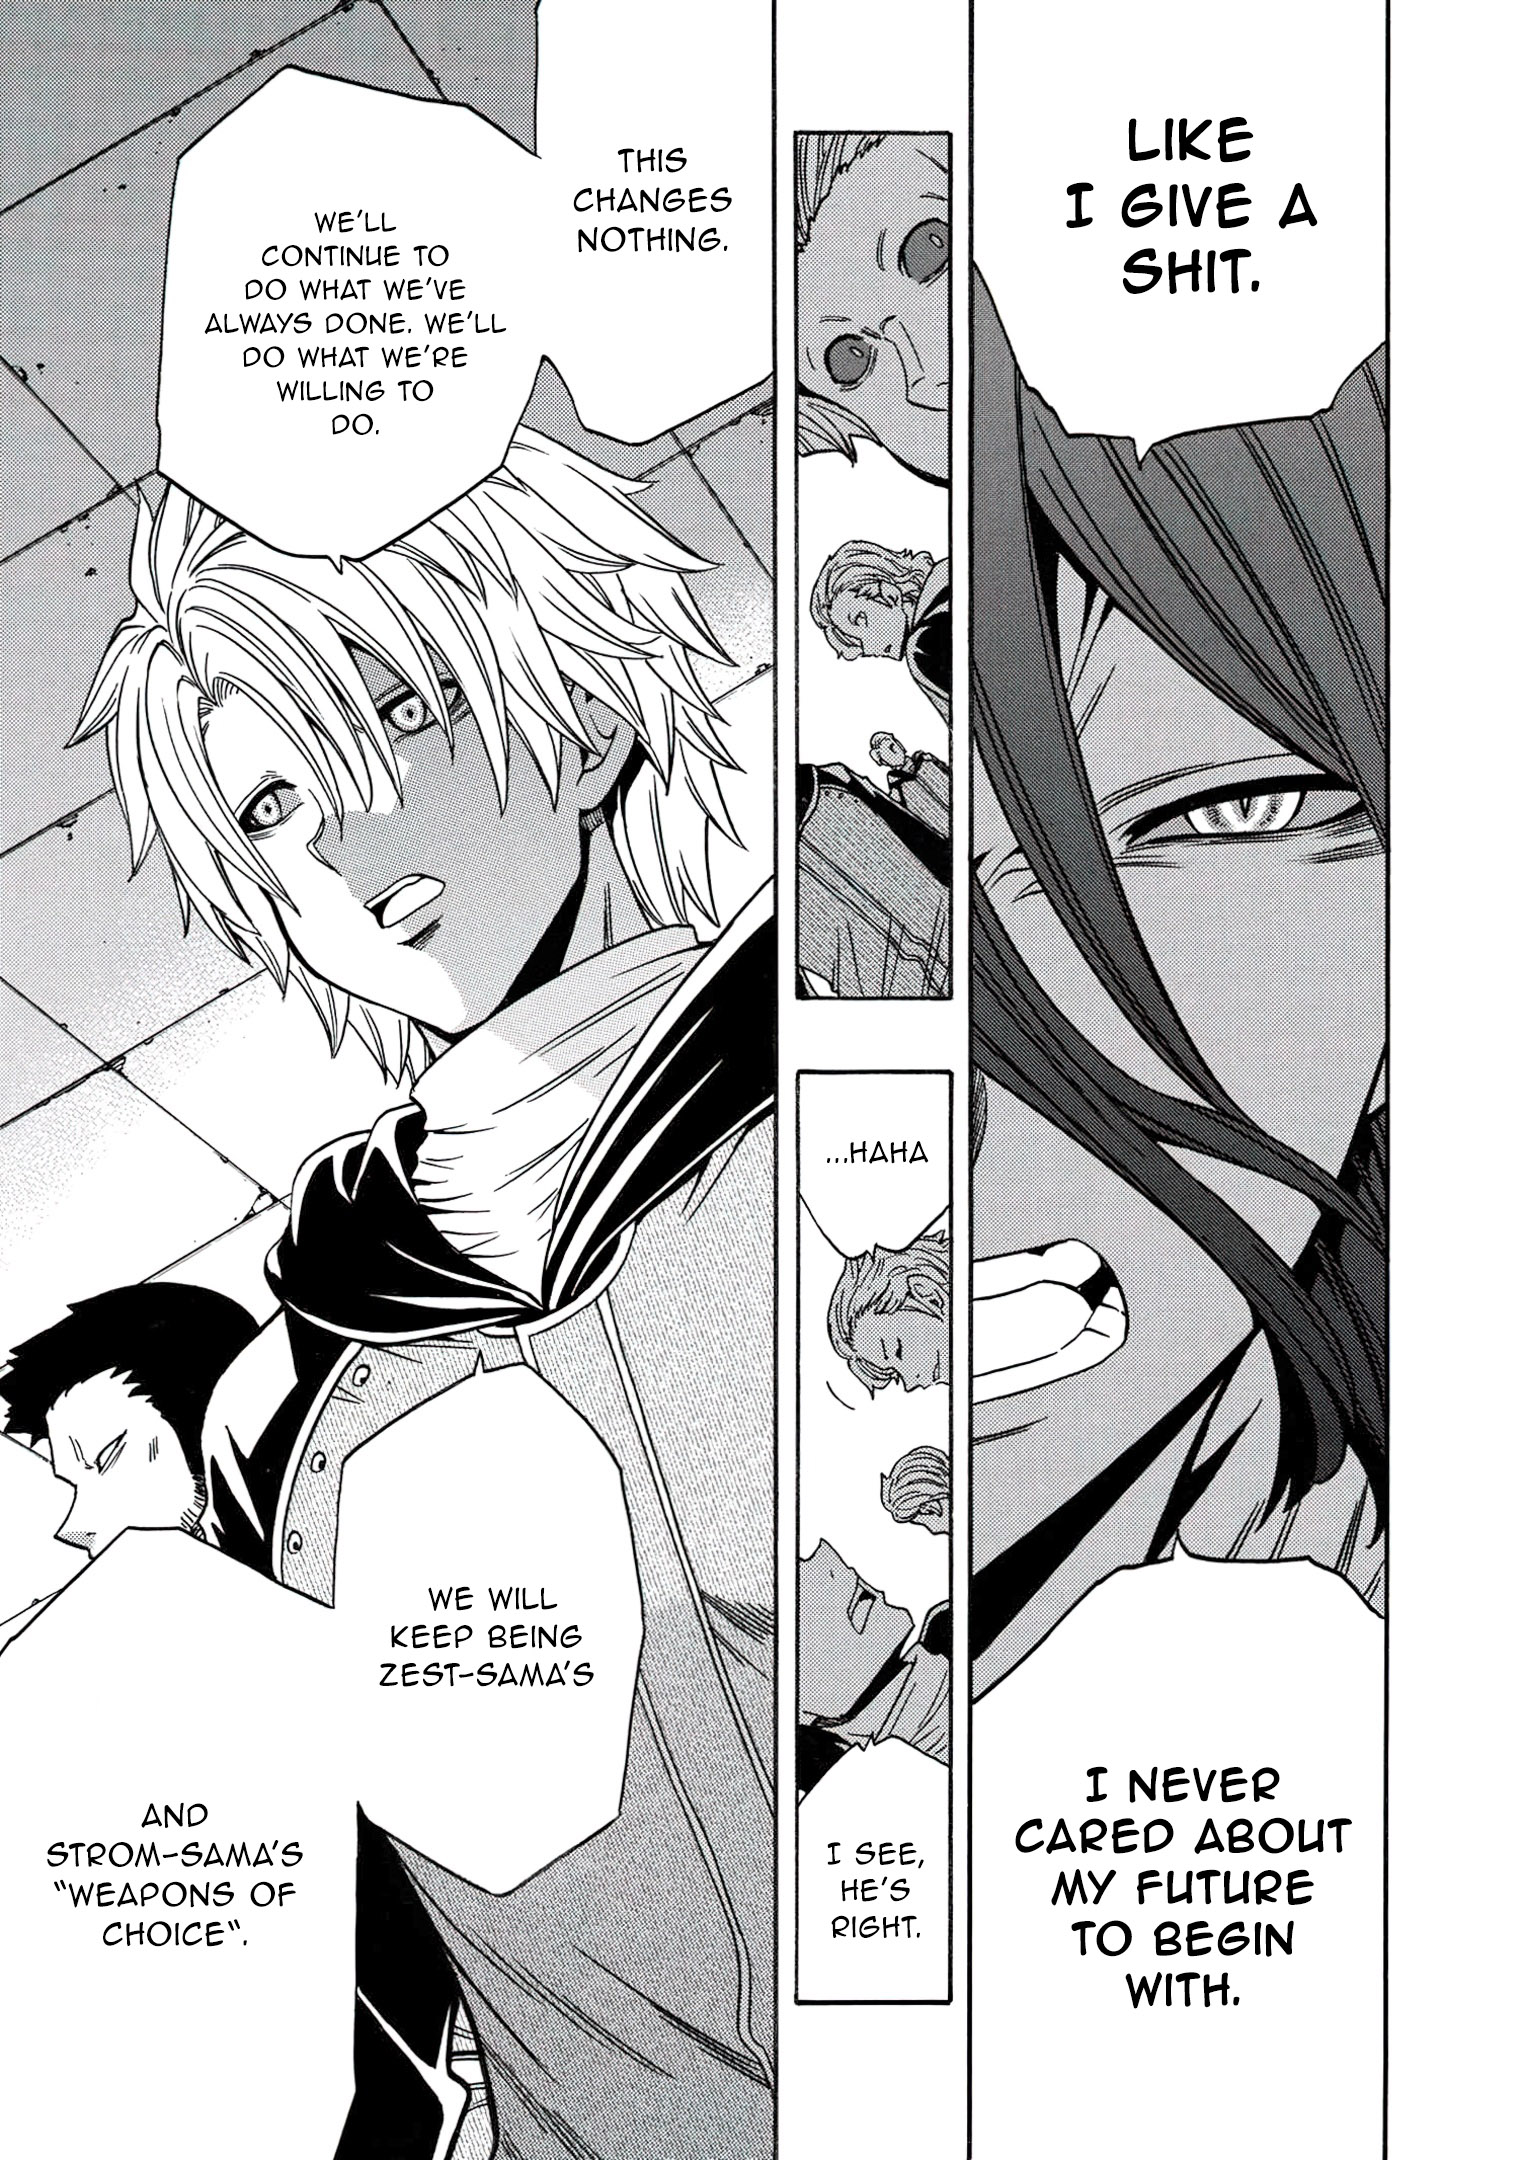 LIKE
I GIVE A
SHIT.
I NEVER
CARED ABOUT
MY FUTURE
TO BEGIN
WITH.
...HAHA
I SEE,
HE'S
RIGHT.
THIS
CHANGES
NOTHING.
WE'LL
CONTINUE TO
DO WHAT WE'VE
ALWAYS DONE. WE'LL
DO WHAT WE'RE
WILLING TO
DO.
WE WILL
KEEP BEING
ZEST-SAMA'S
AND
STROM-SAMA'S
"WEAPONS OF
CHOICE".